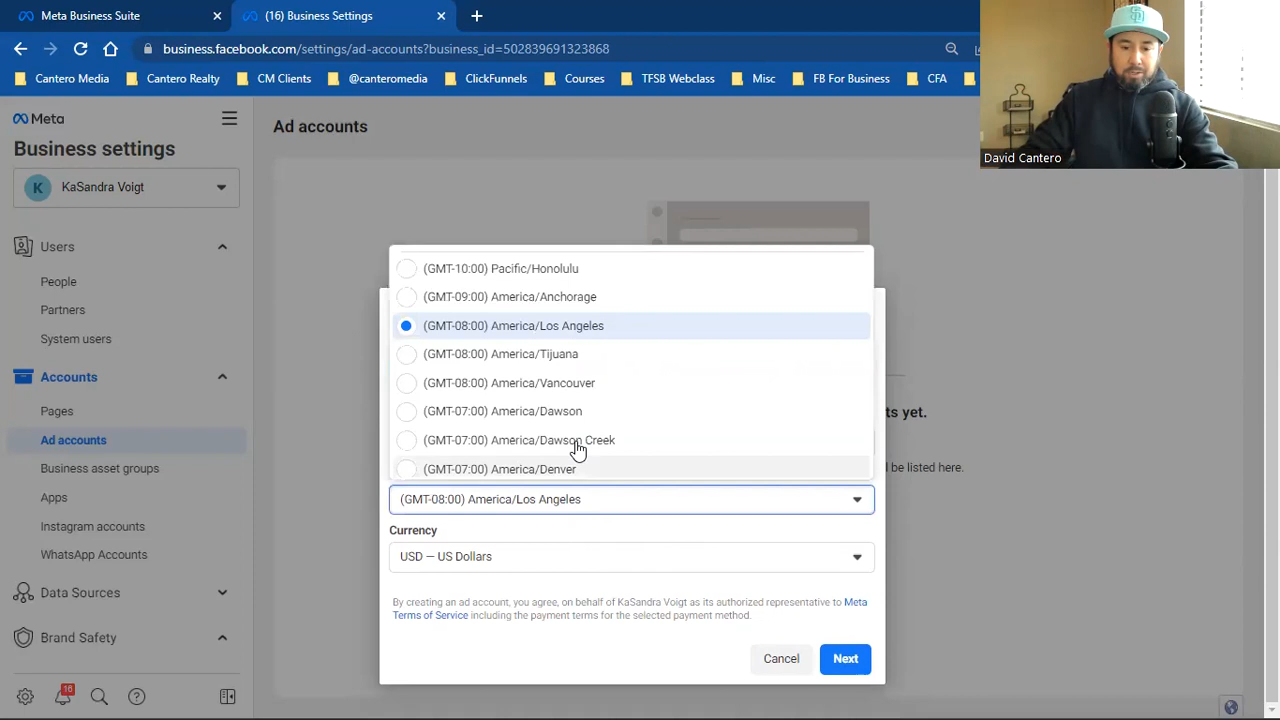 Meta Business Suite
(16) Business Settings
business.facebook.com/settings/ad-accounts?business_id=502839691323868
Cantero Media
Cantero Realty
CM Clients
@canteromedia
ClickFunnels
Courses
TFSB Webclass
Misc
FB For Business
CFA
David Cantero
Meta
Business settings
K
KaSandra Voigt
Users
People
Partners
System users
Accounts
Pages
Ad accounts
Business asset groups
Apps
Instagram accounts
WhatsApp Accounts
Data Sources
Brand Safety
16
Ad accounts
(GMT-10:00) Pacific/Honolulu
(GMT-09:00) America/Anchorage
(GMT-08:00) America/Los Angeles
(GMT-08:00) America/Tijuana
(GMT-08:00) America/Vancouver
(GMT-07:00) America/Dawson
(GMT-07:00) America/Dawson Creek
(GMT-07:00) America/Denver
(GMT-08:00) America/Los Angeles
Currency
USD — US Dollars
By creating an ad account, you agree, on behalf of KaSandra Voigt as its authorized representative to Meta
Terms of Service including the payment terms for the selected payment method.
Cancel
Next
ts yet.
d be listed here.